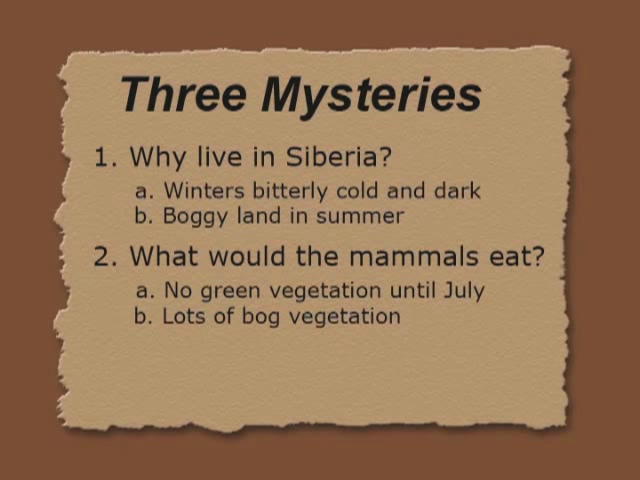 Three Mysteries
1. Why live in Siberia?
a. Winters bitterly cold and dark
b. Boggy land in summer
2. What would the mammals eat?
a. No green vegetation until July
b. Lots of bog vegetation